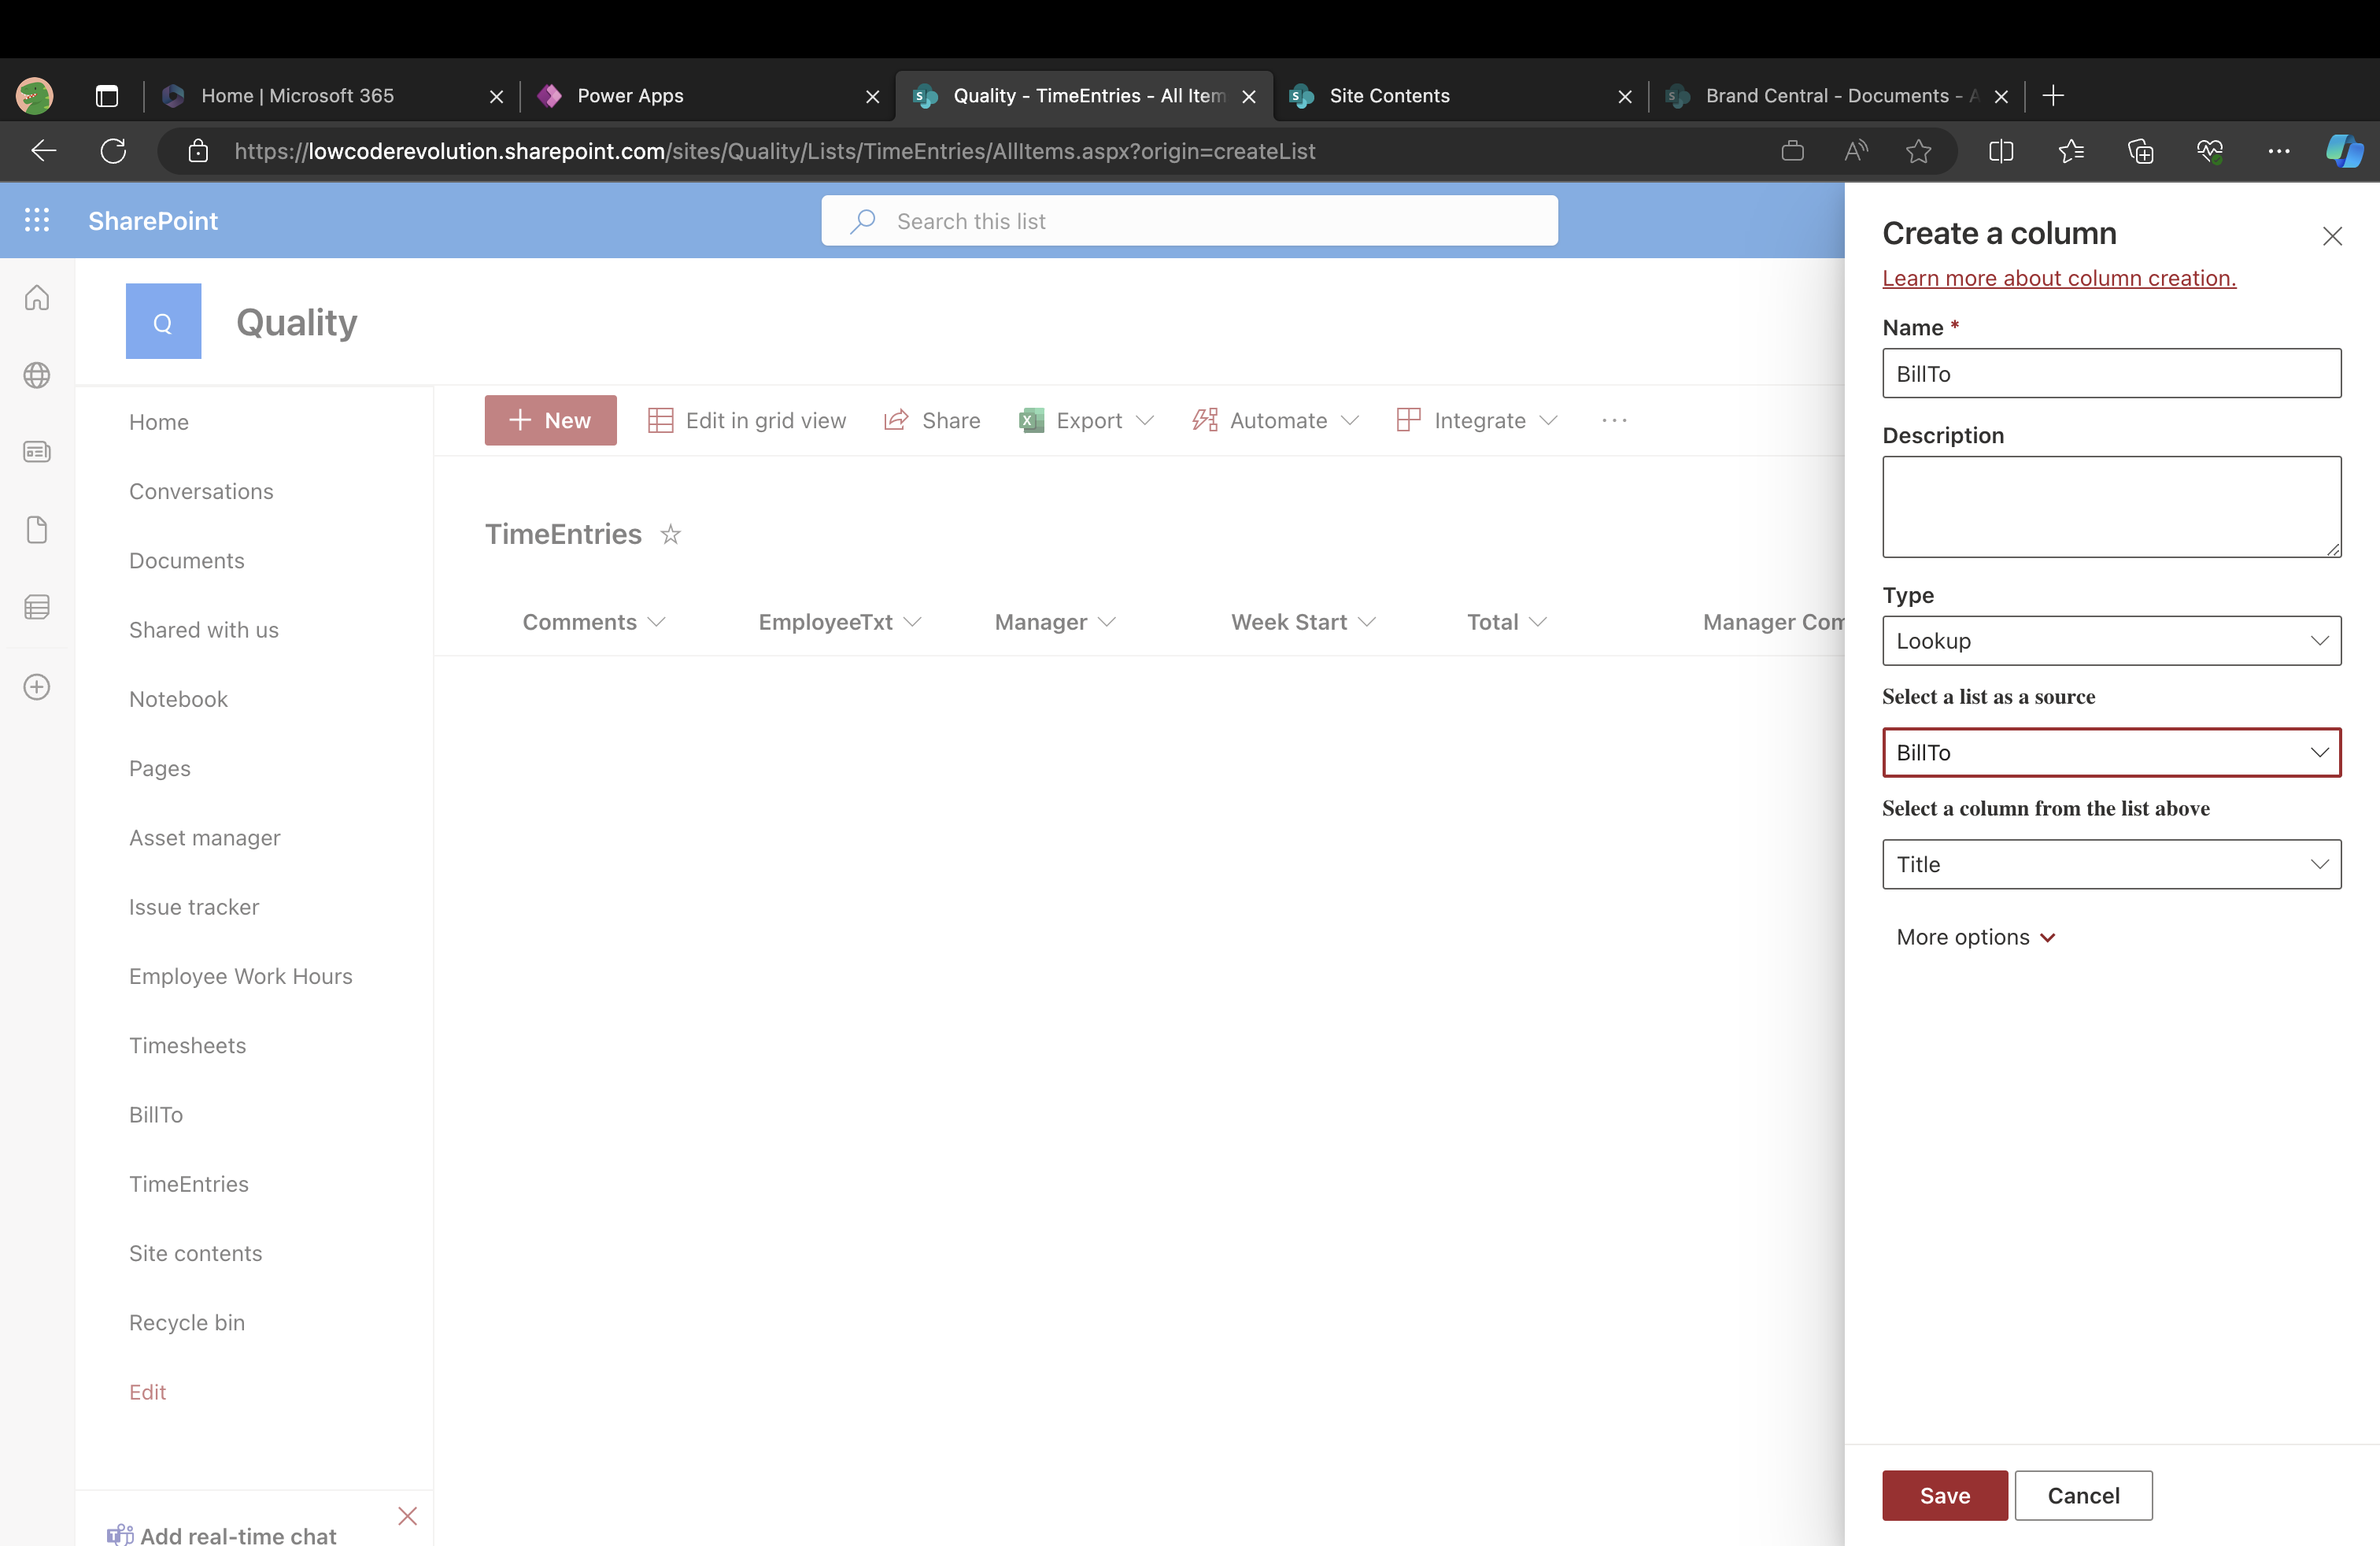 Home | Microsoft 365
Power Apps
Quality - TimeEntries - All Item
Site Contents
Brand Central - Documents - A
https://lowcoderevolution.sharepoint.com/sites/Quality/Lists/TimeEntries/AllItems.aspx?origin=createList
SharePoint
Search this list
Q
Quality
Home
Conversations
Documents
Shared with us
Notebook
Pages
Asset manager
Issue tracker
Employee Work Hours
Timesheets
BillTo
TimeEntries
Site contents
Recycle bin
Edit
Add real-time chat
New
Edit in grid view
Share
Export
Automate
Integrate
TimeEntries
Comments
EmployeeTxt
Manager
Week Start
Total
Manager Com
Create a column
Learn more about column creation.
Name *
BillTo
Description
Type
Lookup
Select a list as a source
BillTo
Select a column from the list above
Title
More options
Save
Cancel